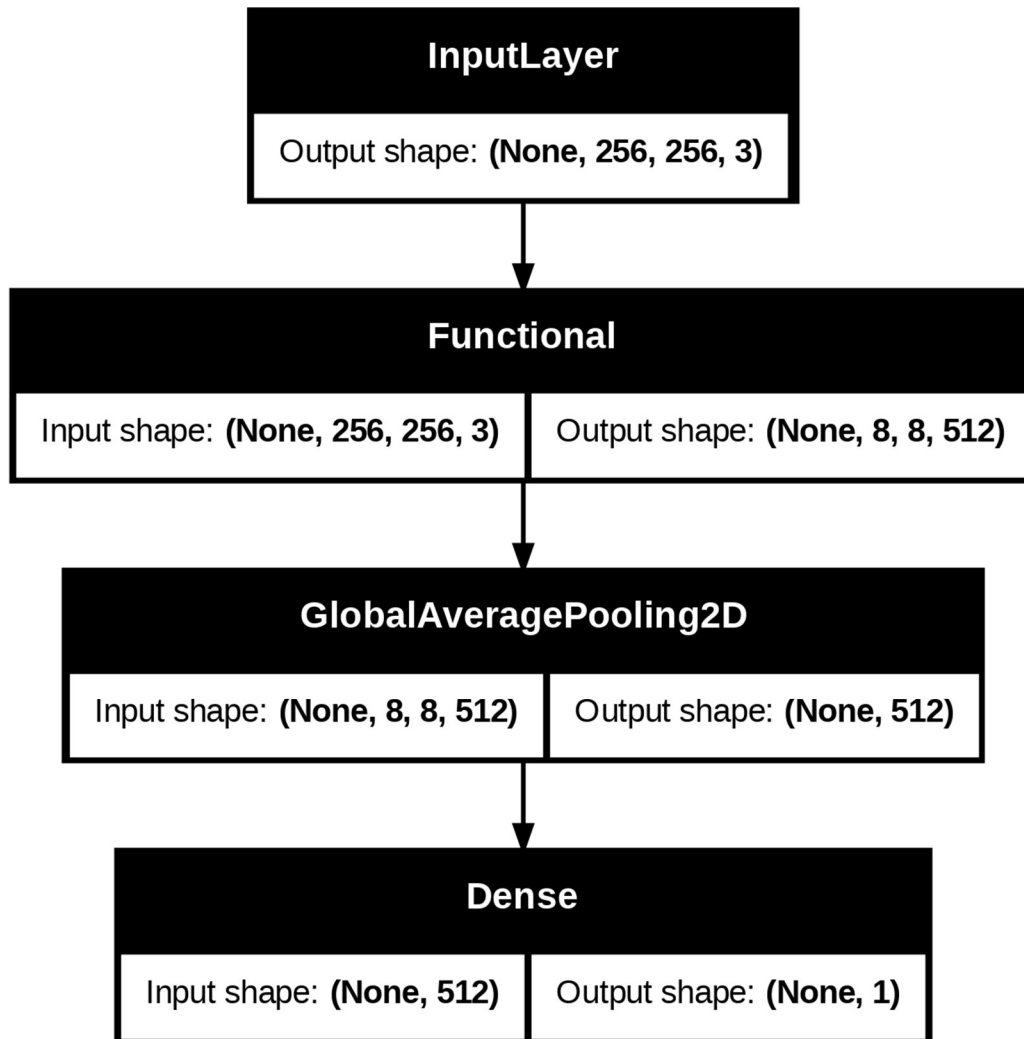 InputLayer
Output shape: (None, 256, 256, 3)
Functional
Input shape: (None, 256, 256, 3) Output shape: (None, 8, 8, 512)
GlobalAveragePooling2D
Input shape: (None, 8, 8, 512) Output shape: (None, 512)
Dense
Input shape: (None, 512) Output shape: (None, 1)